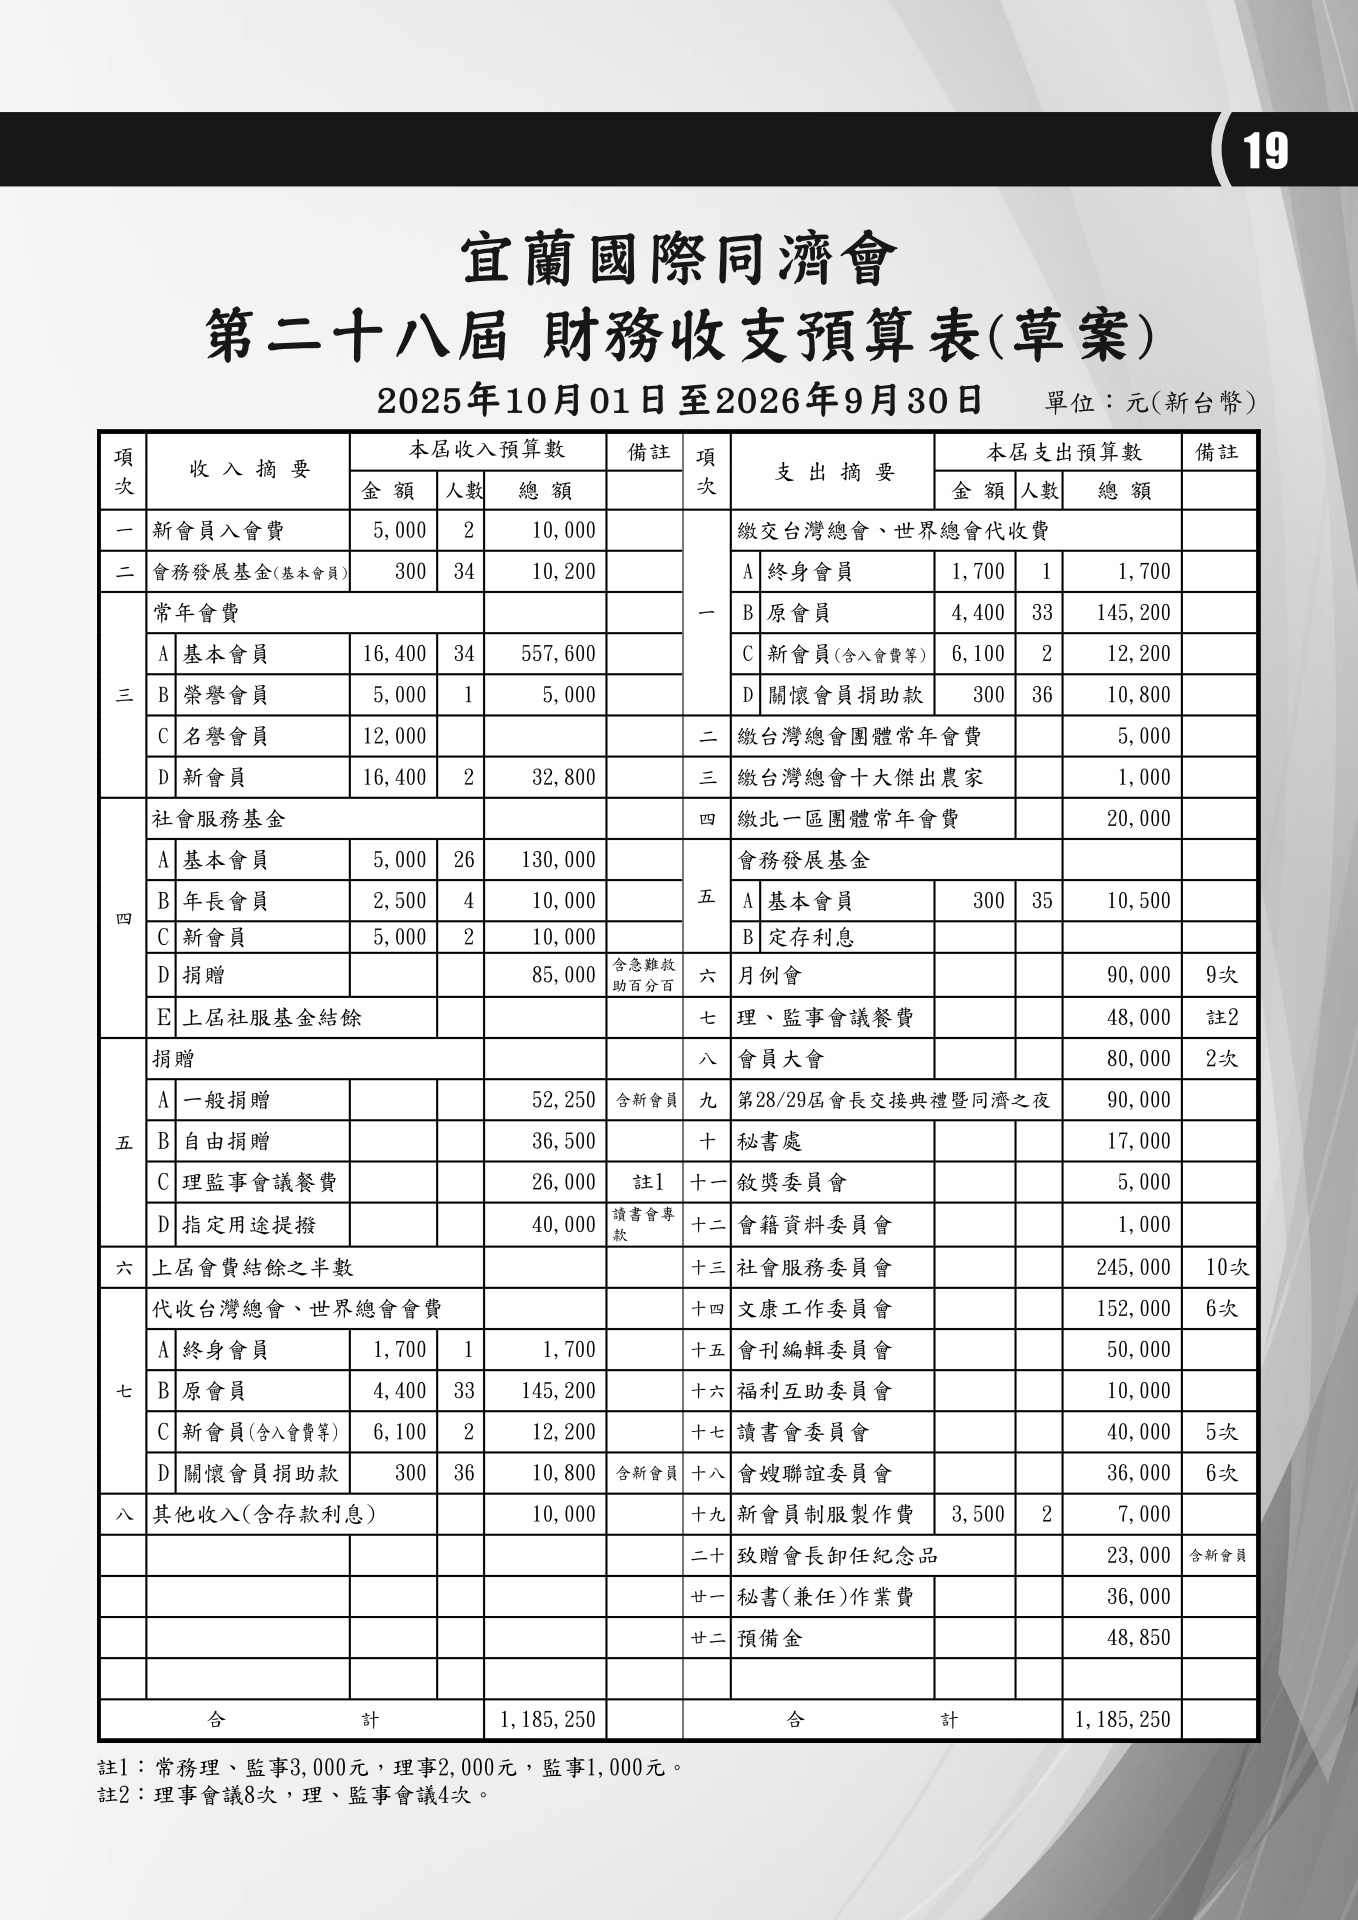 19
宜蘭國際同濟會
第二十八屆 財務收支預算表(草案)
2025年10月01日至2026年9月30日 單位：元(新台幣)
項次 收入摘要 本屆收入預算數 備註 項次 支出摘要 本屆支出預算數 備註
金額 人數 總額 金額 人數 總額
一 新會員入會費 5,000 2 10,000 一 繳交台灣總會、世界總會代收費
二 會務發展基金(基本會員) 300 34 10,200 A 終身會員 1,700 1 1,700
三 常年會費 B 原會員 4,400 33 145,200
A 基本會員 16,400 34 557,600 C 新會員(含入會費等) 6,100 2 12,200
B 榮譽會員 5,000 1 5,000 D 關懷會員捐助款 300 36 10,800
C 名譽會員 12,000 二 繳台灣總會團體常年會費 5,000
D 新會員 16,400 2 32,800 三 繳台灣總會十大傑出農家 1,000
四 社會服務基金 四 繳北一區團體常年會費 20,000
A 基本會員 5,000 26 130,000 五 會務發展基金
B 年長會員 2,500 4 10,000 A 基本會員 300 35 10,500
C 新會員 5,000 2 10,000 B 定存利息
D 捐贈 85,000 含急難救助百分百 六 月例會 90,000 9次
E 上屆社服基金結餘 七 理、監事會議餐費 48,000 註2
五 捐贈 八 會員大會 80,000 2次
A 一般捐贈 52,250 含新會員 九 第28/29屆會長交接典禮暨同濟之夜 90,000
B 自由捐贈 36,500 十 秘書處 17,000
C 理監事會議餐費 26,000 註1 十一 敘獎委員會 5,000
D 指定用途提撥 40,000 讀書會專款 十二 會籍資料委員會 1,000
六 上屆會費結餘之半數 十三 社會服務委員會 245,000 10次
七 代收台灣總會、世界總會會費 十四 文康工作委員會 152,000 6次
A 終身會員 1,700 1 1,700 十五 會刊編輯委員會 50,000
B 原會員 4,400 33 145,200 十六 福利互助委員會 10,000
C 新會員(含入會費等) 6,100 2 12,200 十七 讀書會委員會 40,000 5次
D 關懷會員捐助款 300 36 10,800 含新會員 十八 會嫂聯誼委員會 36,000 6次
八 其他收入(含存款利息) 10,000 十九 新會員制服製作費 3,500 2 7,000
二十 致贈會長卸任紀念品 23,000 含新會員
廿一 秘書(兼任)作業費 36,000
廿二 預備金 48,850
合計 1,185,250 合計 1,185,250
註1：常務理、監事3,000元，理事2,000元，監事1,000元。
註2：理事會議8次，理、監事會議4次。